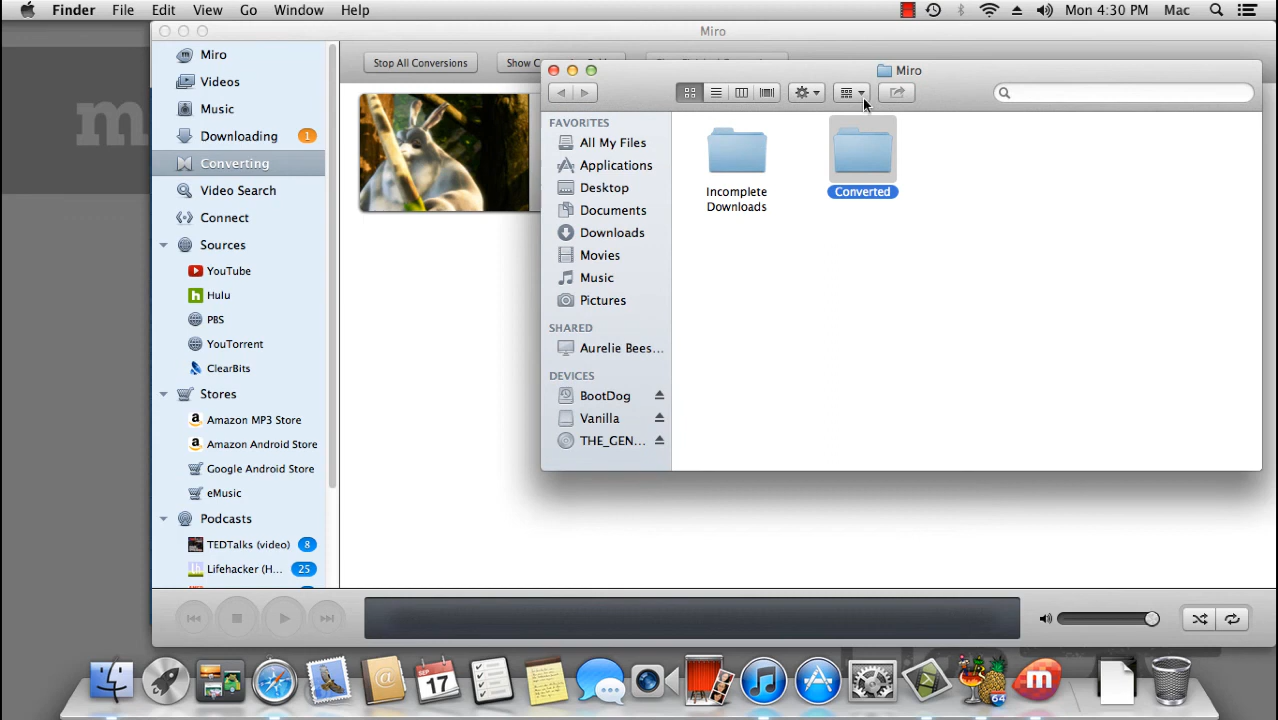 Finder File Edit View Go Window Help Mon 4:30 PM Mac
Miro
Miro
Videos
Music
Downloading 1
Converting
Video Search
Connect
Sources
YouTube
Hulu
PBS
YouTorrent
ClearBits
Stores
Amazon MP3 Store
Amazon Android Store
Google Android Store
eMusic
Podcasts
TEDTalks (video) 8
Lifehacker (H... 25
Stop All Conversions
Miro
FAVORITES
All My Files
Applications
Desktop
Documents
Downloads
Movies
Music
Pictures
SHARED
Aurelie Bees...
DEVICES
BootDog
Vanilla
THE_GEN...
Incomplete
Downloads
Converted
m
SEP
17
64